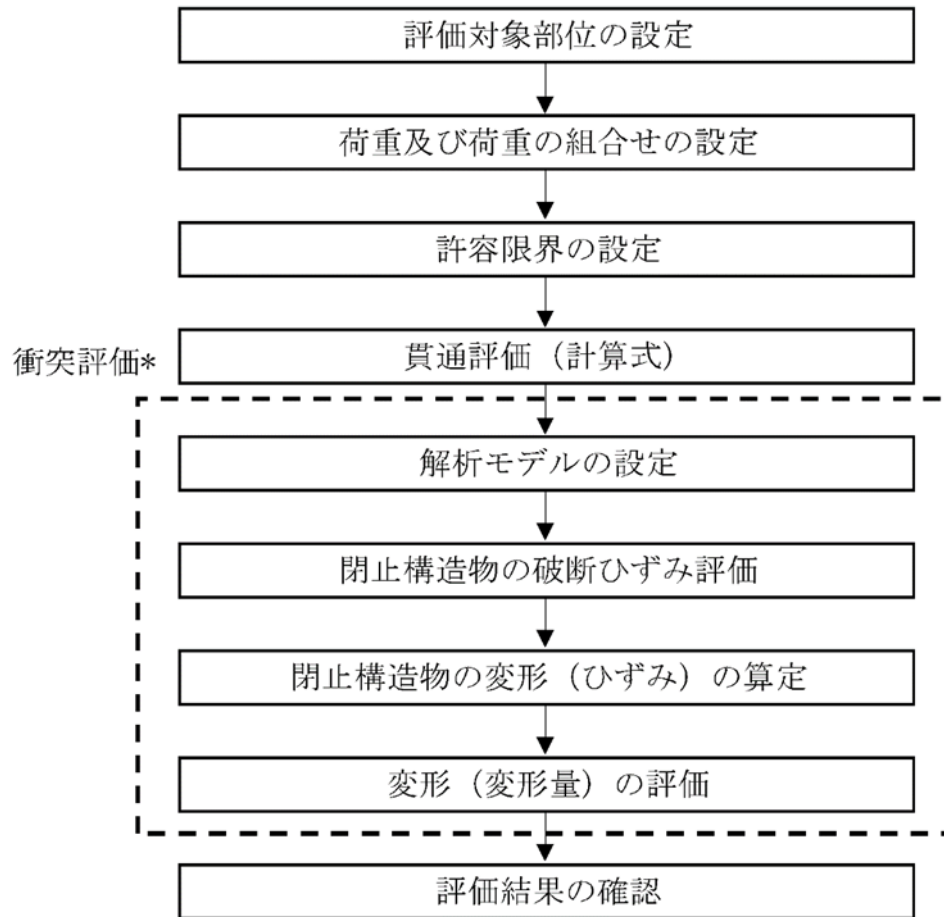 評価対象部位の設定
荷重及び荷重の組合せの設定
許容限界の設定
衝突評価*
貫通評価（計算式）
解析モデルの設定
閉止構造物の破断ひずみ評価
閉止構造物の変形（ひずみ）の算定
変形（変形量）の評価
評価結果の確認